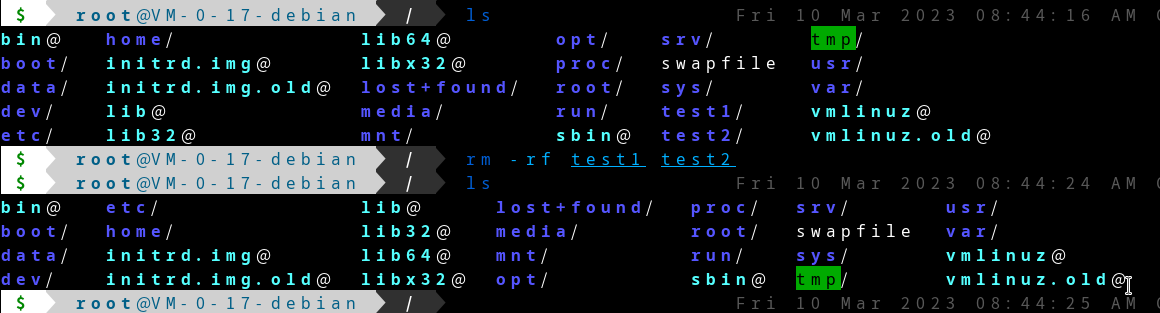 $ root@VM-0-17-debian / ls Fri 10 Mar 2023 08:44:16 AM
bin@ home/ lib64@ opt/ srv/ tmp/
boot/ initrd.img@ libx32@ proc/ swapfile usr/
data/ initrd.img.old@ lost+found/ root/ sys/ var/
dev/ lib@ media/ run/ test1/ vmlinuz@
etc/ lib32@ mnt/ sbin@ test2/ vmlinuz.old@
$ root@VM-0-17-debian / rm -rf test1 test2
$ root@VM-0-17-debian / ls Fri 10 Mar 2023 08:44:24 AM
bin@ etc/ lib@ lost+found/ proc/ srv/ usr/
boot/ home/ lib32@ media/ root/ swapfile var/
data/ initrd.img@ lib64@ mnt/ run/ sys/ vmlinuz@
dev/ initrd.img.old@ libx32@ opt/ sbin@ tmp/ vmlinuz.old@
$ root@VM-0-17-debian / Fri 10 Mar 2023 08:44:25 AM